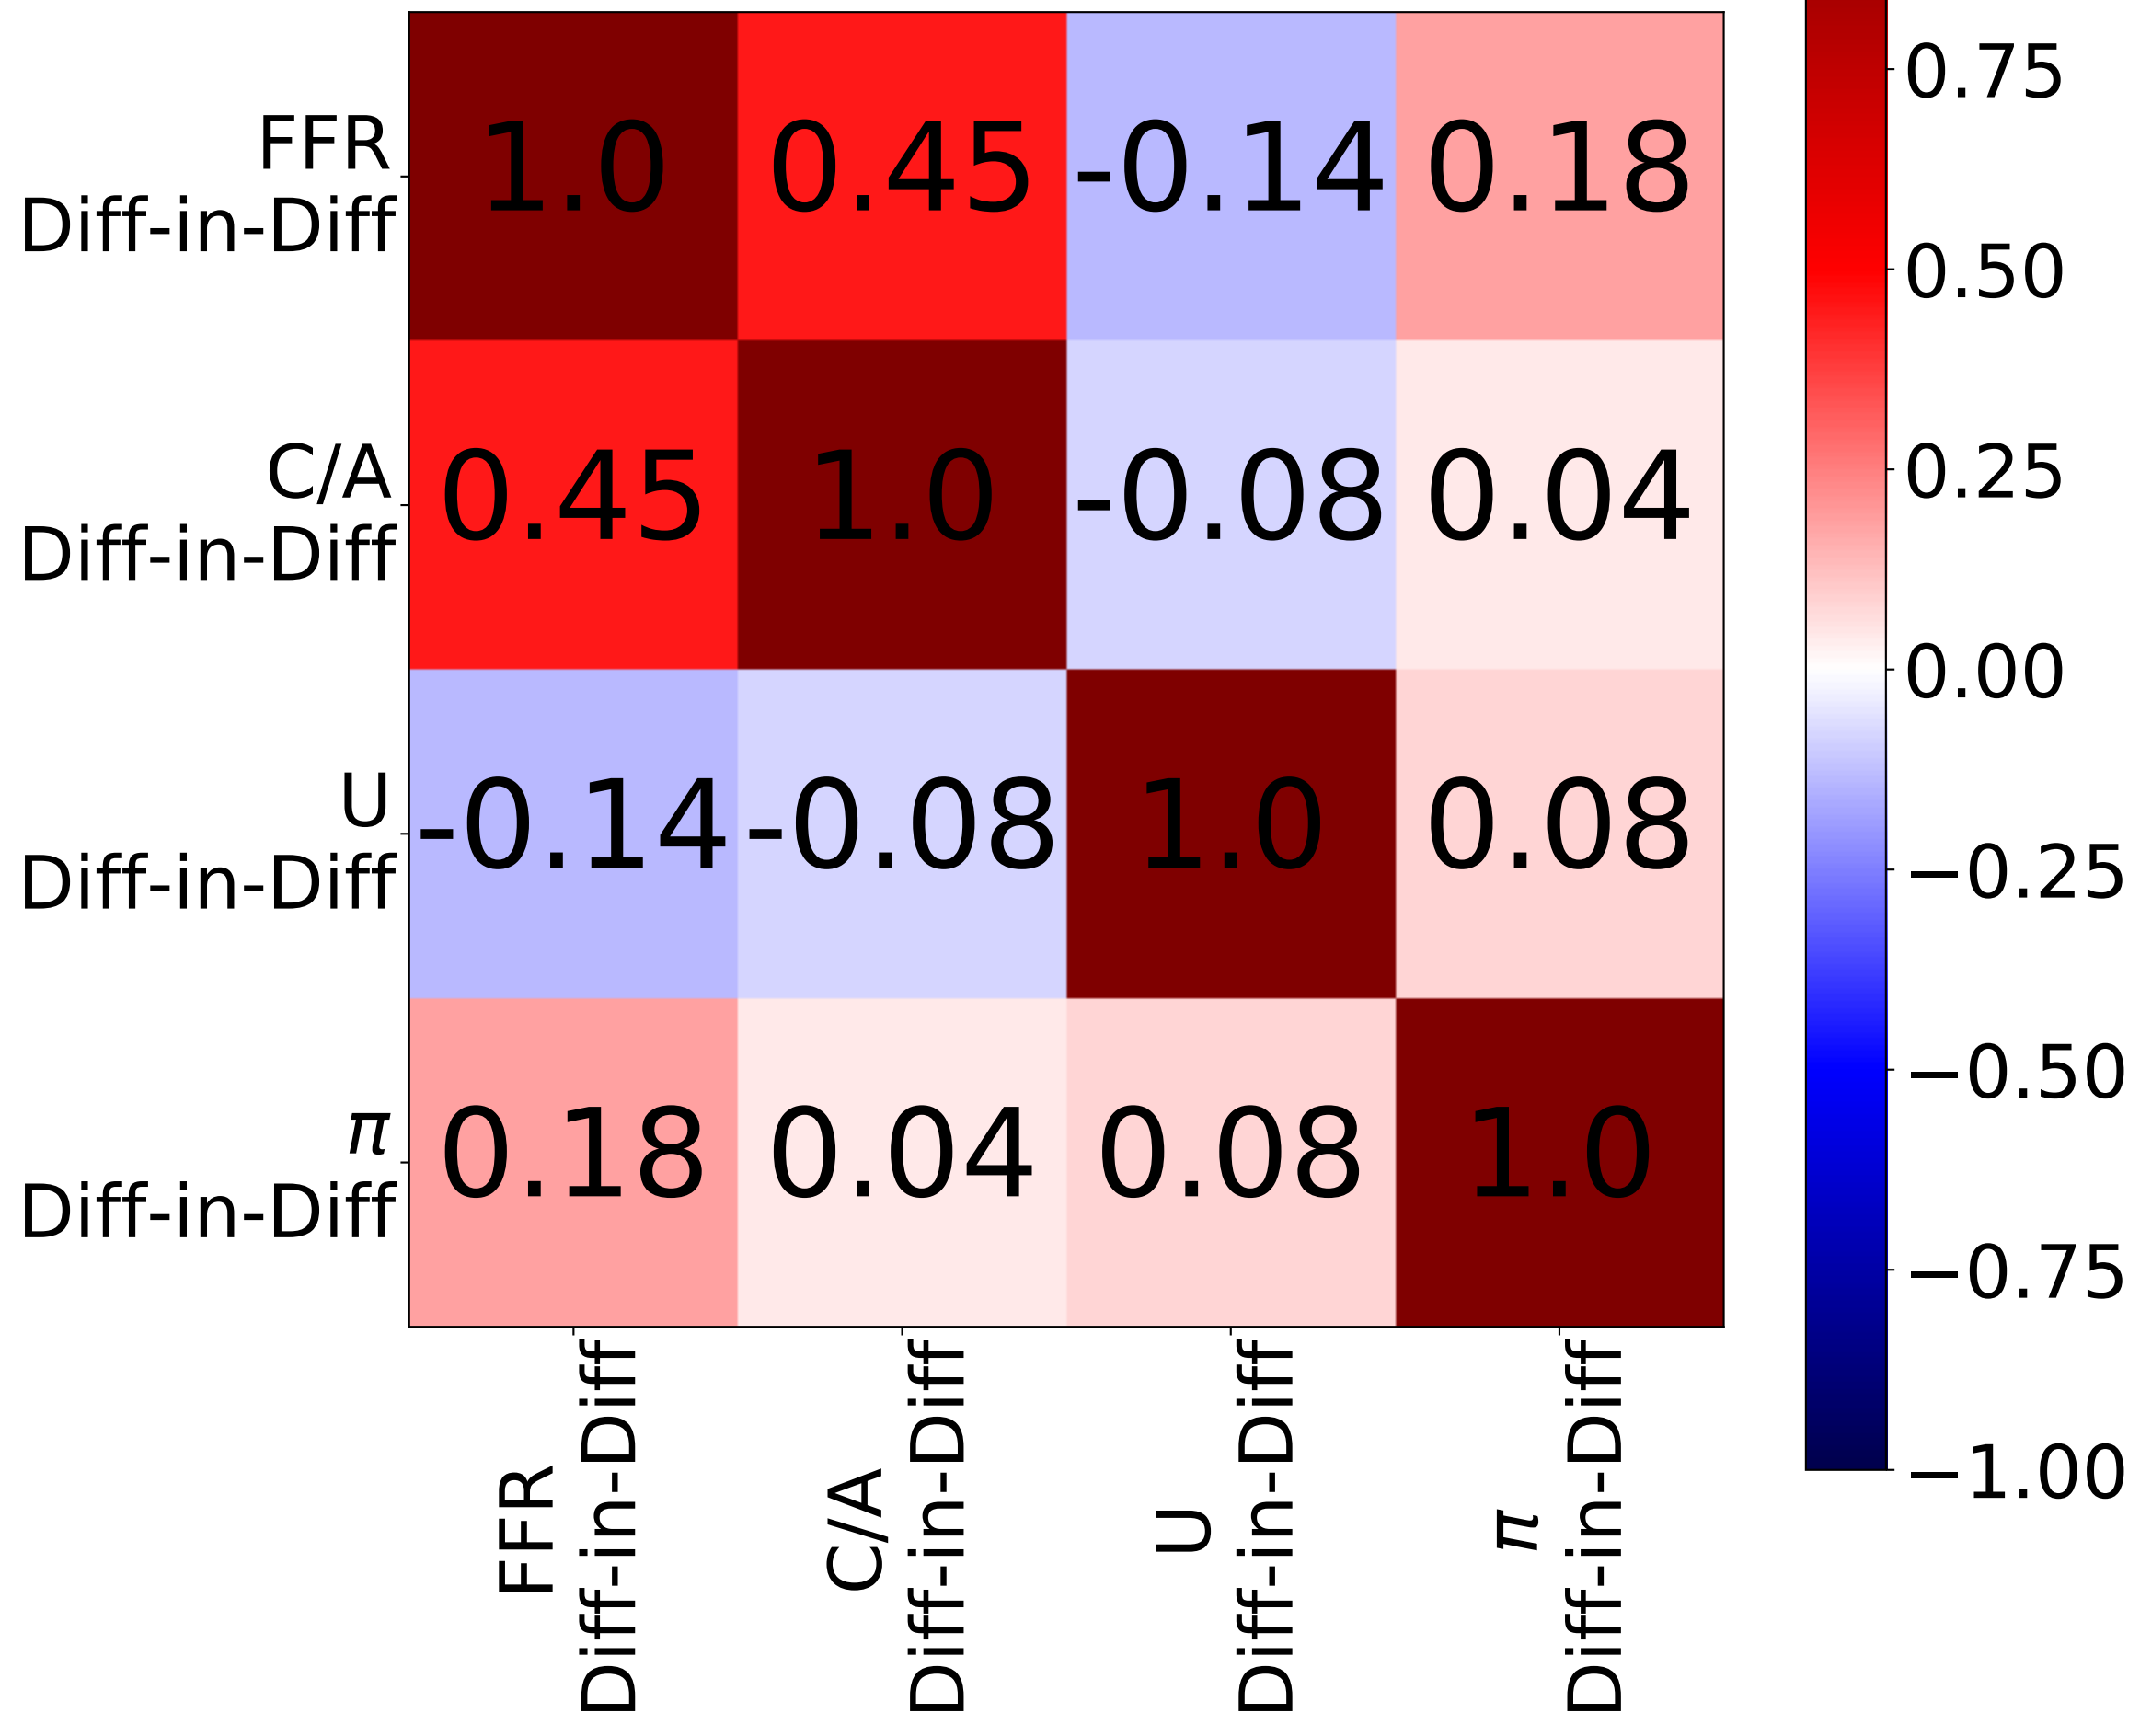 FFR
Diff-in-Diff
1.0 0.45 -0.14 0.18
C/A
Diff-in-Diff
0.45 1.0 -0.08 0.04
U
Diff-in-Diff
-0.14 -0.08 1.0 0.08
π
Diff-in-Diff
0.18 0.04 0.08 1.0
FFR
Diff-in-Diff
C/A
Diff-in-Diff
U
Diff-in-Diff
π
Diff-in-Diff
0.75
0.50
0.25
0.00
−0.25
−0.50
−0.75
−1.00